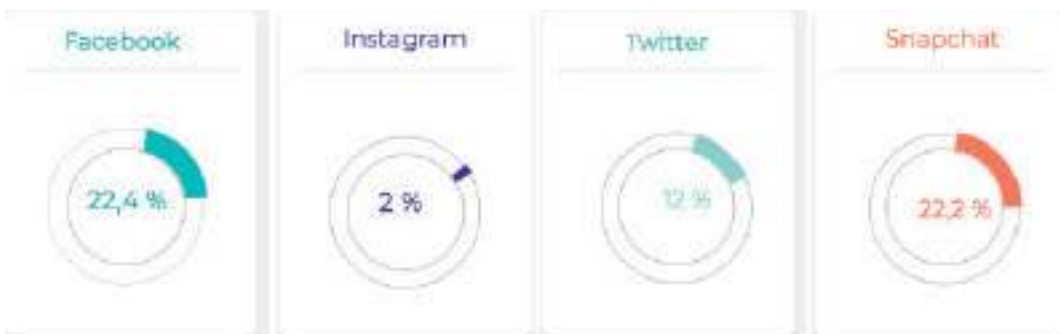 Facebook
22,4 %
Instagram
2 %
Twitter
12 %
Snapchat
22,2 %